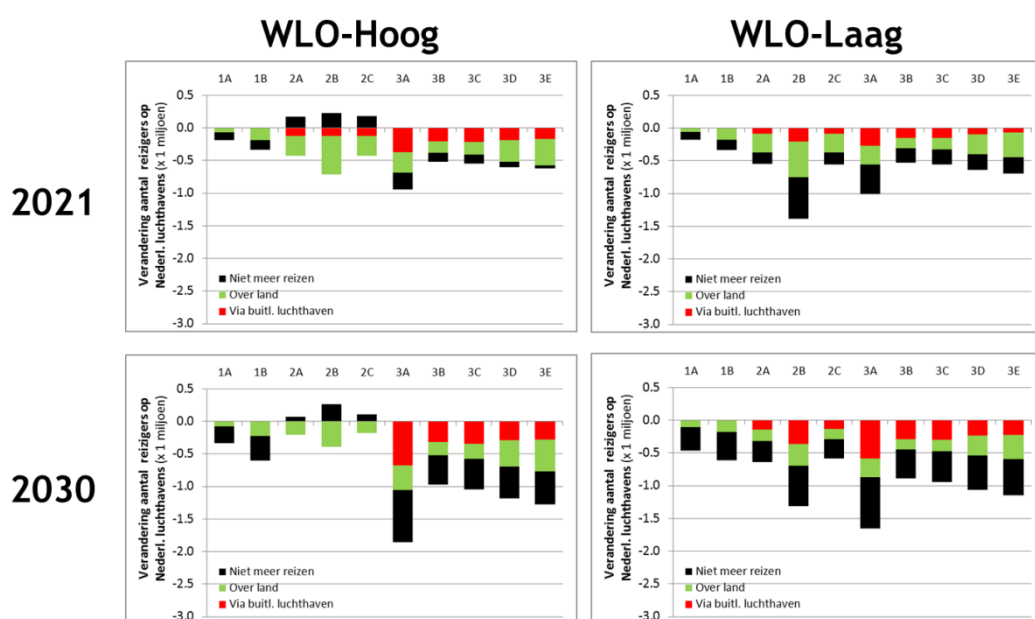 WLO-Hoog
WLO-Laag
2021
1A 1B 2A 2B 2C 3A 3B 3C 3D 3E
Verandering aantal reizigers op
Nederl. luchthavens (x 1 miljoen)
0.5
0.0
-0.5
-1.0
-1.5
-2.0
-2.5
-3.0
Niet meer reizen
Over land
Via buitl. luchthaven
1A 1B 2A 2B 2C 3A 3B 3C 3D 3E
Verandering aantal reizigers op
Nederl. luchthavens (x 1 miljoen)
0.5
0.0
-0.5
-1.0
-1.5
-2.0
-2.5
-3.0
Niet meer reizen
Over land
Via buitl. luchthaven
2030
1A 1B 2A 2B 2C 3A 3B 3C 3D 3E
Verandering aantal reizigers op
Nederl. luchthavens (x 1 miljoen)
0.5
0.0
-0.5
-1.0
-1.5
-2.0
-2.5
-3.0
Niet meer reizen
Over land
Via buitl. luchthaven
1A 1B 2A 2B 2C 3A 3B 3C 3D 3E
Verandering aantal reizigers op
Nederl. luchthavens (x 1 miljoen)
0.5
0.0
-0.5
-1.0
-1.5
-2.0
-2.5
-3.0
Niet meer reizen
Over land
Via buitl. luchthaven